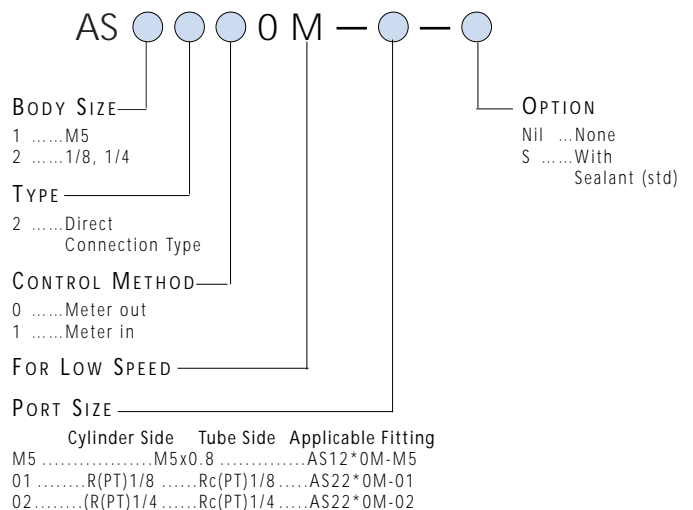 AS 0 M — —
BODY SIZE
1 ......M5
2 ......1/8, 1/4
TYPE
2 ......Direct
Connection Type
CONTROL METHOD
0 ......Meter out
1 ......Meter in
FOR LOW SPEED
PORT SIZE
Cylinder Side Tube Side Applicable Fitting
M5 .................M5x0.8 .............AS12*0M-M5
01 ........R(PT)1/8 ......Rc(PT)1/8 .....AS22*0M-01
02........(R(PT)1/4 ......Rc(PT)1/4 .....AS22*0M-02
OPTION
Nil ...None
S ......With
Sealant (std)